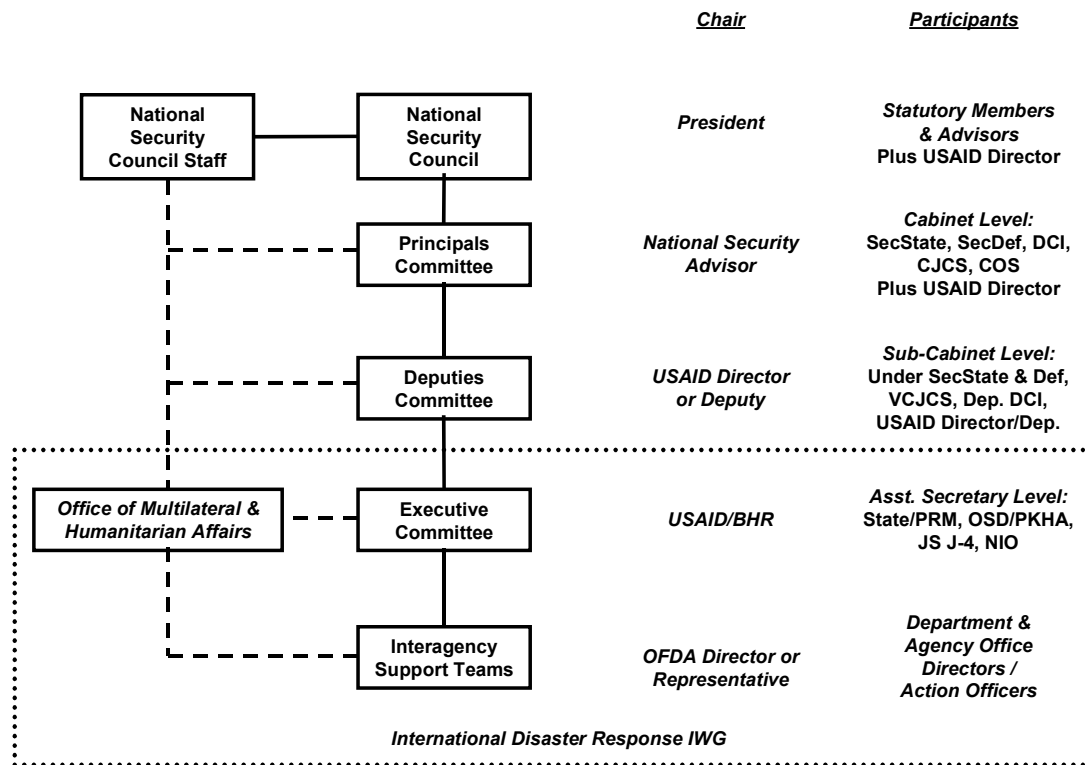 Chair
Participants
National
Security
Council Staff
National
Security
Council
President
Statutory Members
& Advisors
Plus USAID Director
Principals
Committee
National Security
Advisor
Cabinet Level:
SecState, SecDef, DCI,
CJCS, COS
Plus USAID Director
Deputies
Committee
USAID Director
or Deputy
Sub-Cabinet Level:
Under SecState & Def,
VCJCS, Dep. DCI,
USAID Director/Dep.
Office of Multilateral &
Humanitarian Affairs
Executive
Committee
USAID/BHR
Asst. Secretary Level:
State/PRM, OSD/PKHA,
JS J-4, NIO
Interagency
Support Teams
OFDA Director or
Representative
Department &
Agency Office
Directors /
Action Officers
International Disaster Response IWG